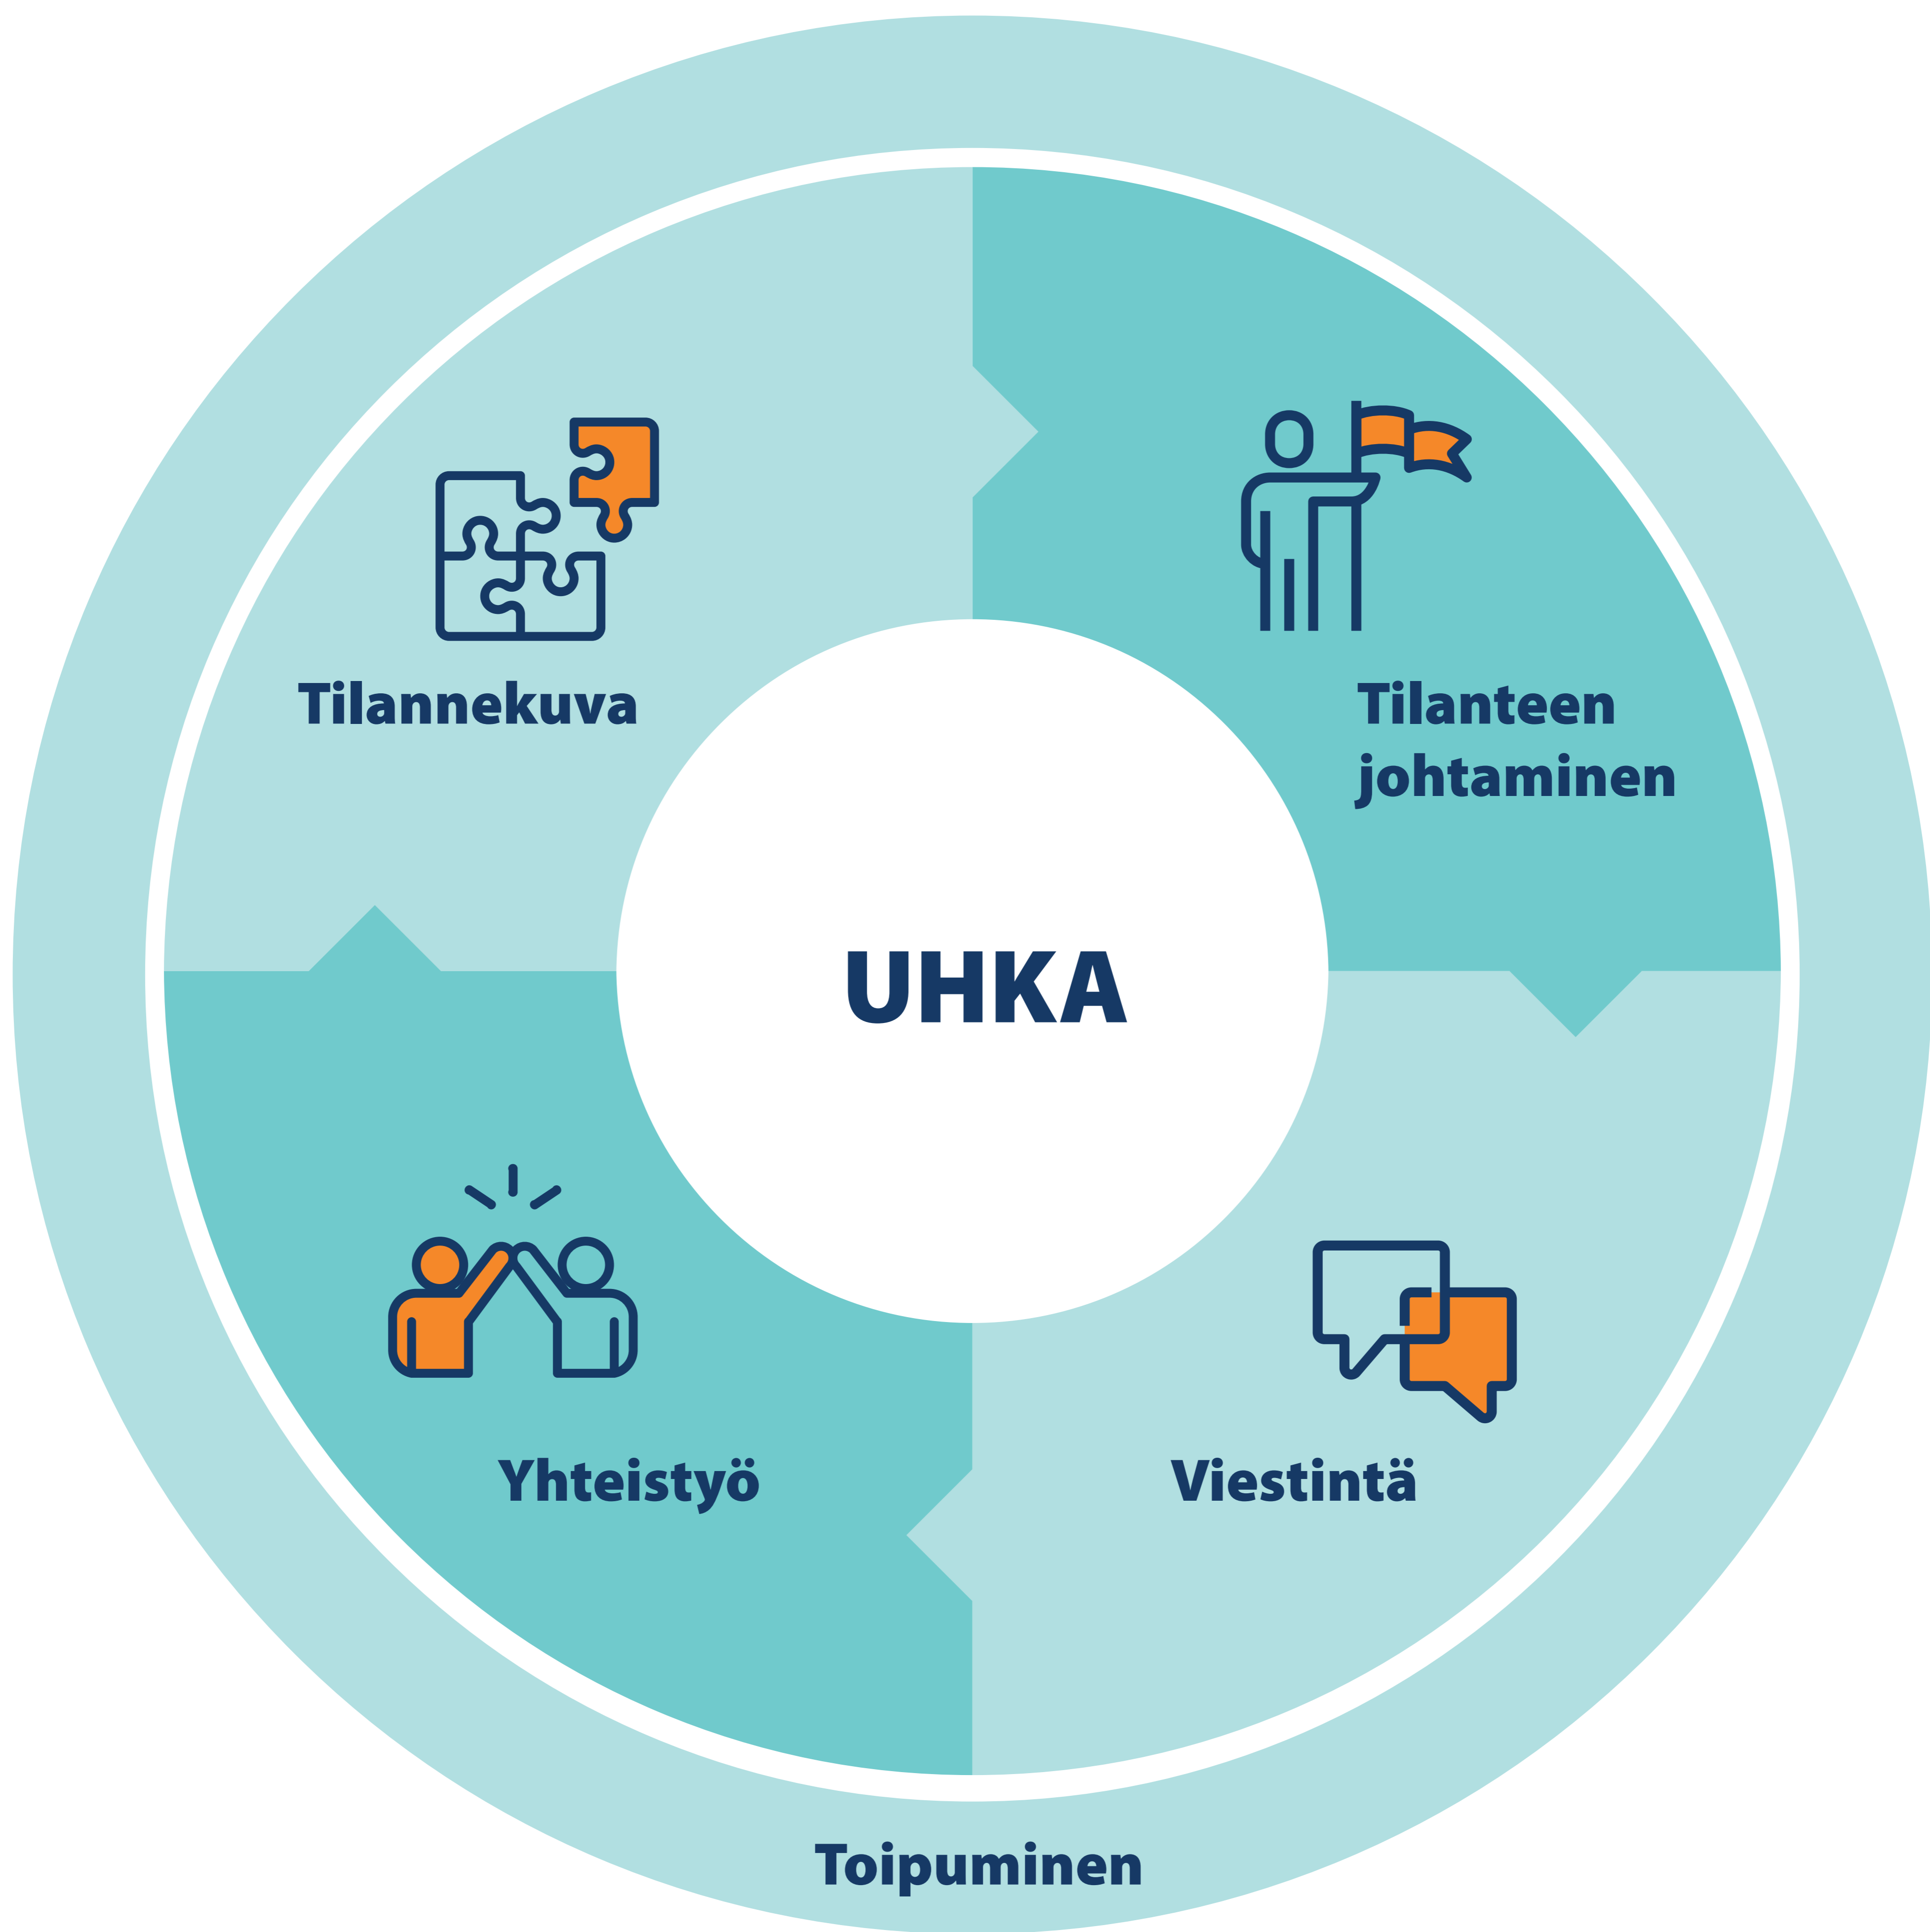 Tilannekuva
Tilanteen
johtaminen
UHKA
Yhteistyö
Viestintä
Toipuminen